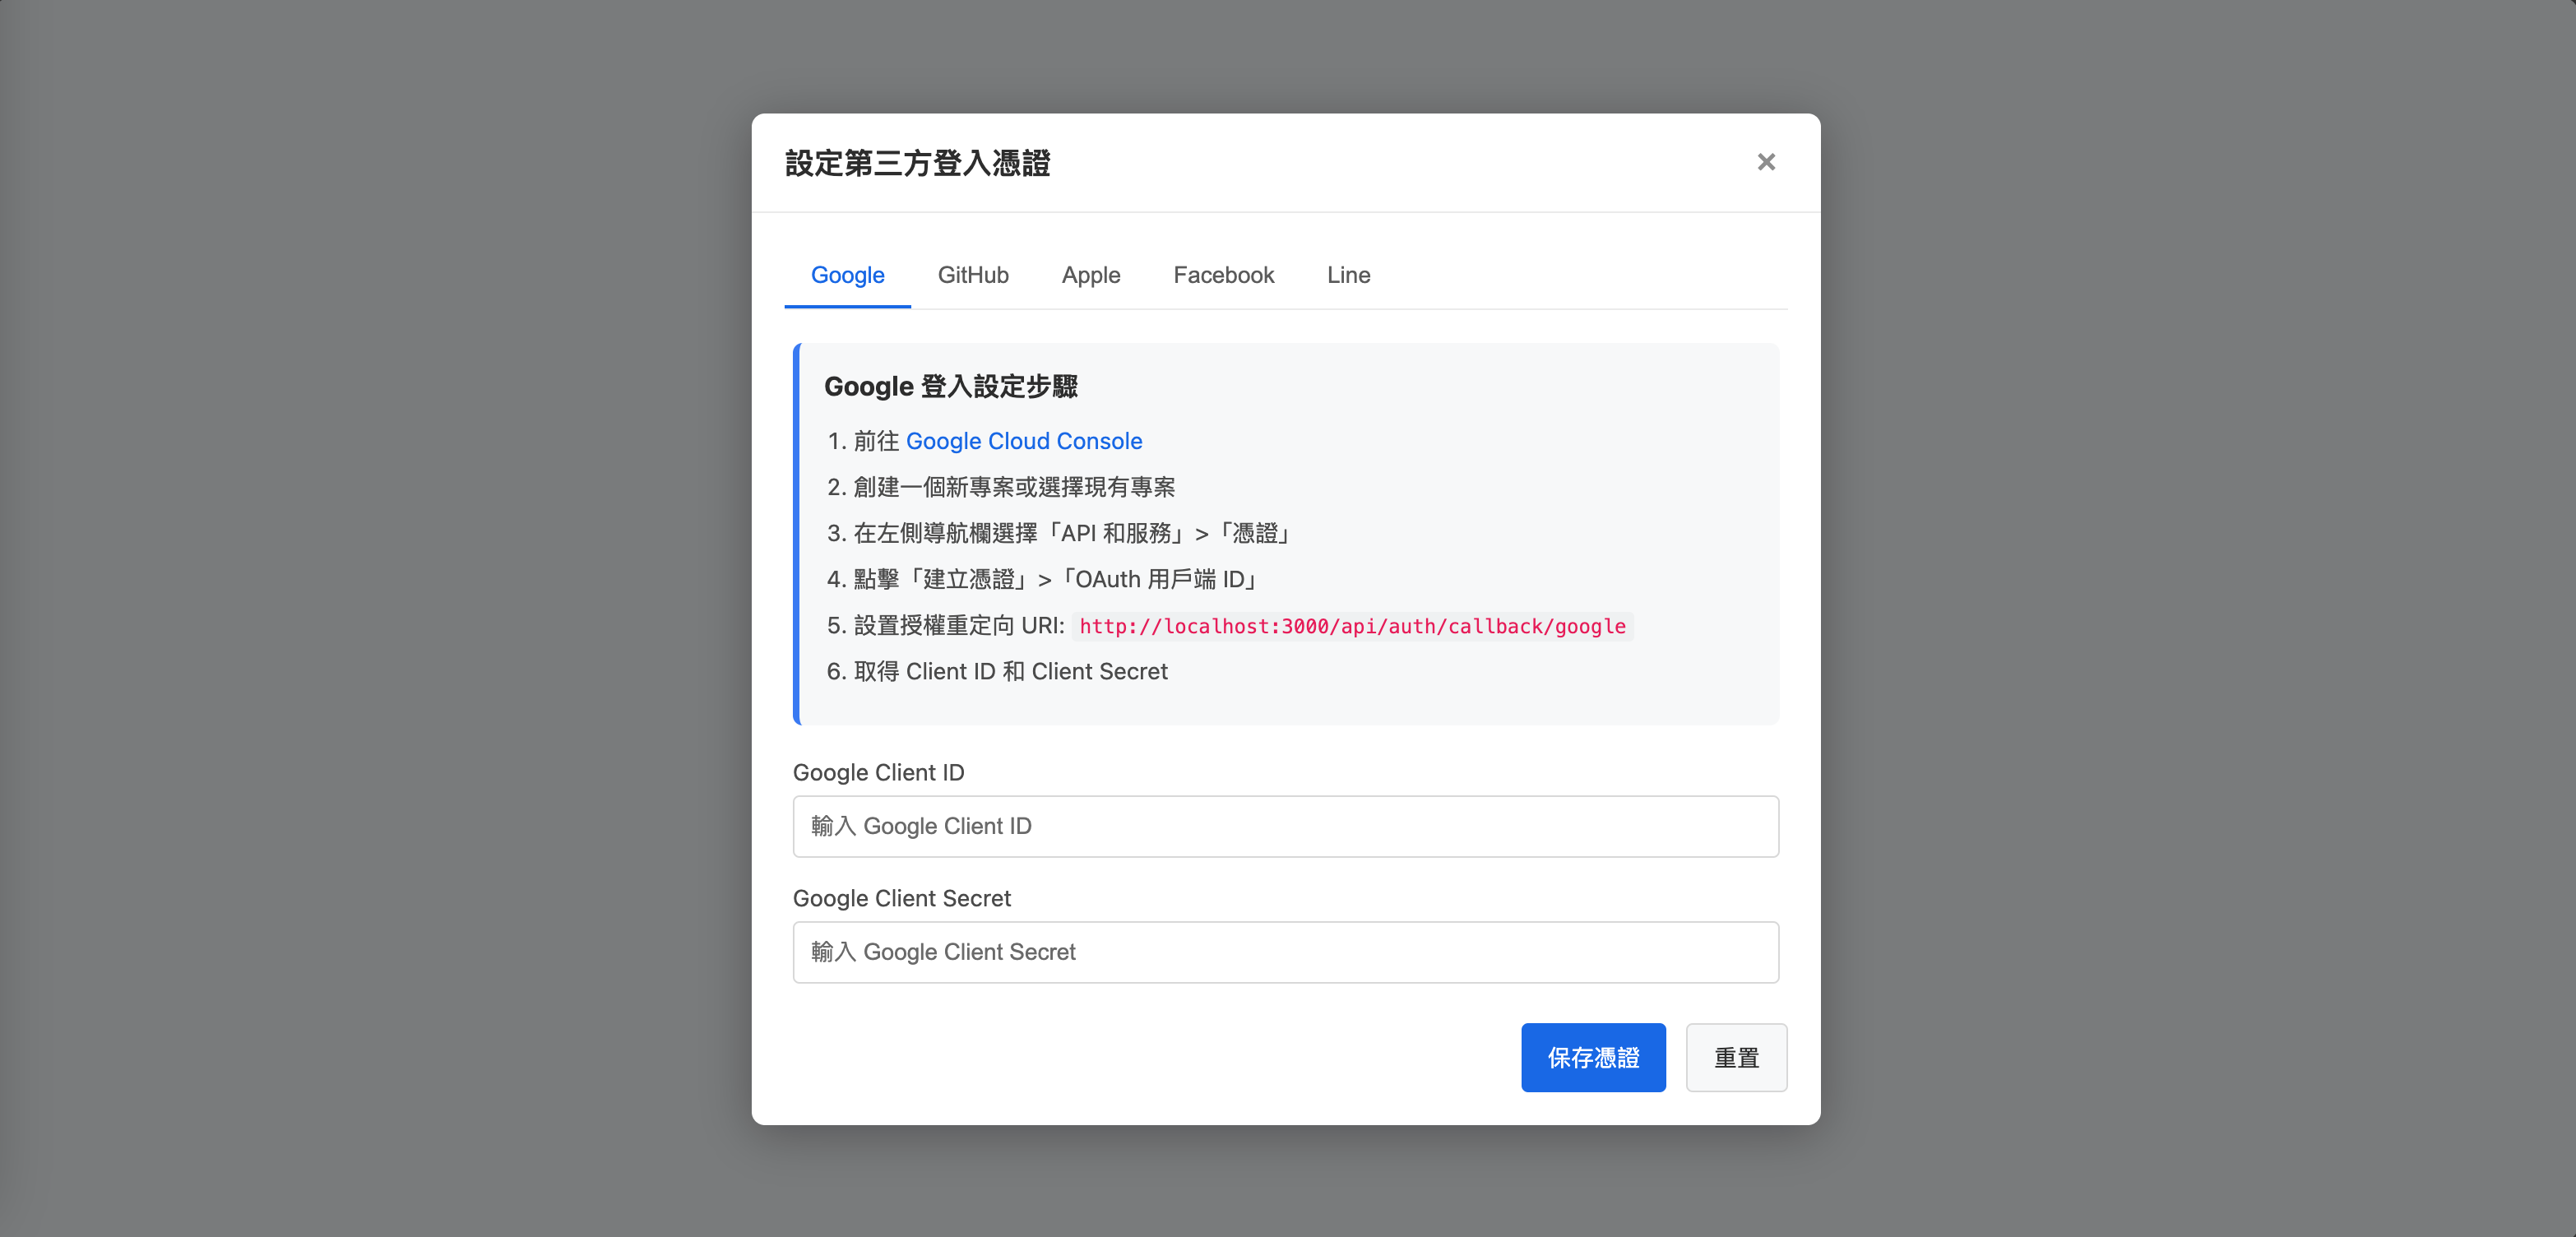 設定第三方登入憑證 ×
Google GitHub Apple Facebook Line
Google 登入設定步驟
1. 前往 Google Cloud Console
2. 創建一個新專案或選擇現有專案
3. 在左側導航欄選擇「API 和服務」>「憑證」
4. 點擊「建立憑證」>「OAuth 用戶端 ID」
5. 設置授權重定向 URI: http://localhost:3000/api/auth/callback/google
6. 取得 Client ID 和 Client Secret
Google Client ID
輸入 Google Client ID
Google Client Secret
輸入 Google Client Secret
保存憑證 重置